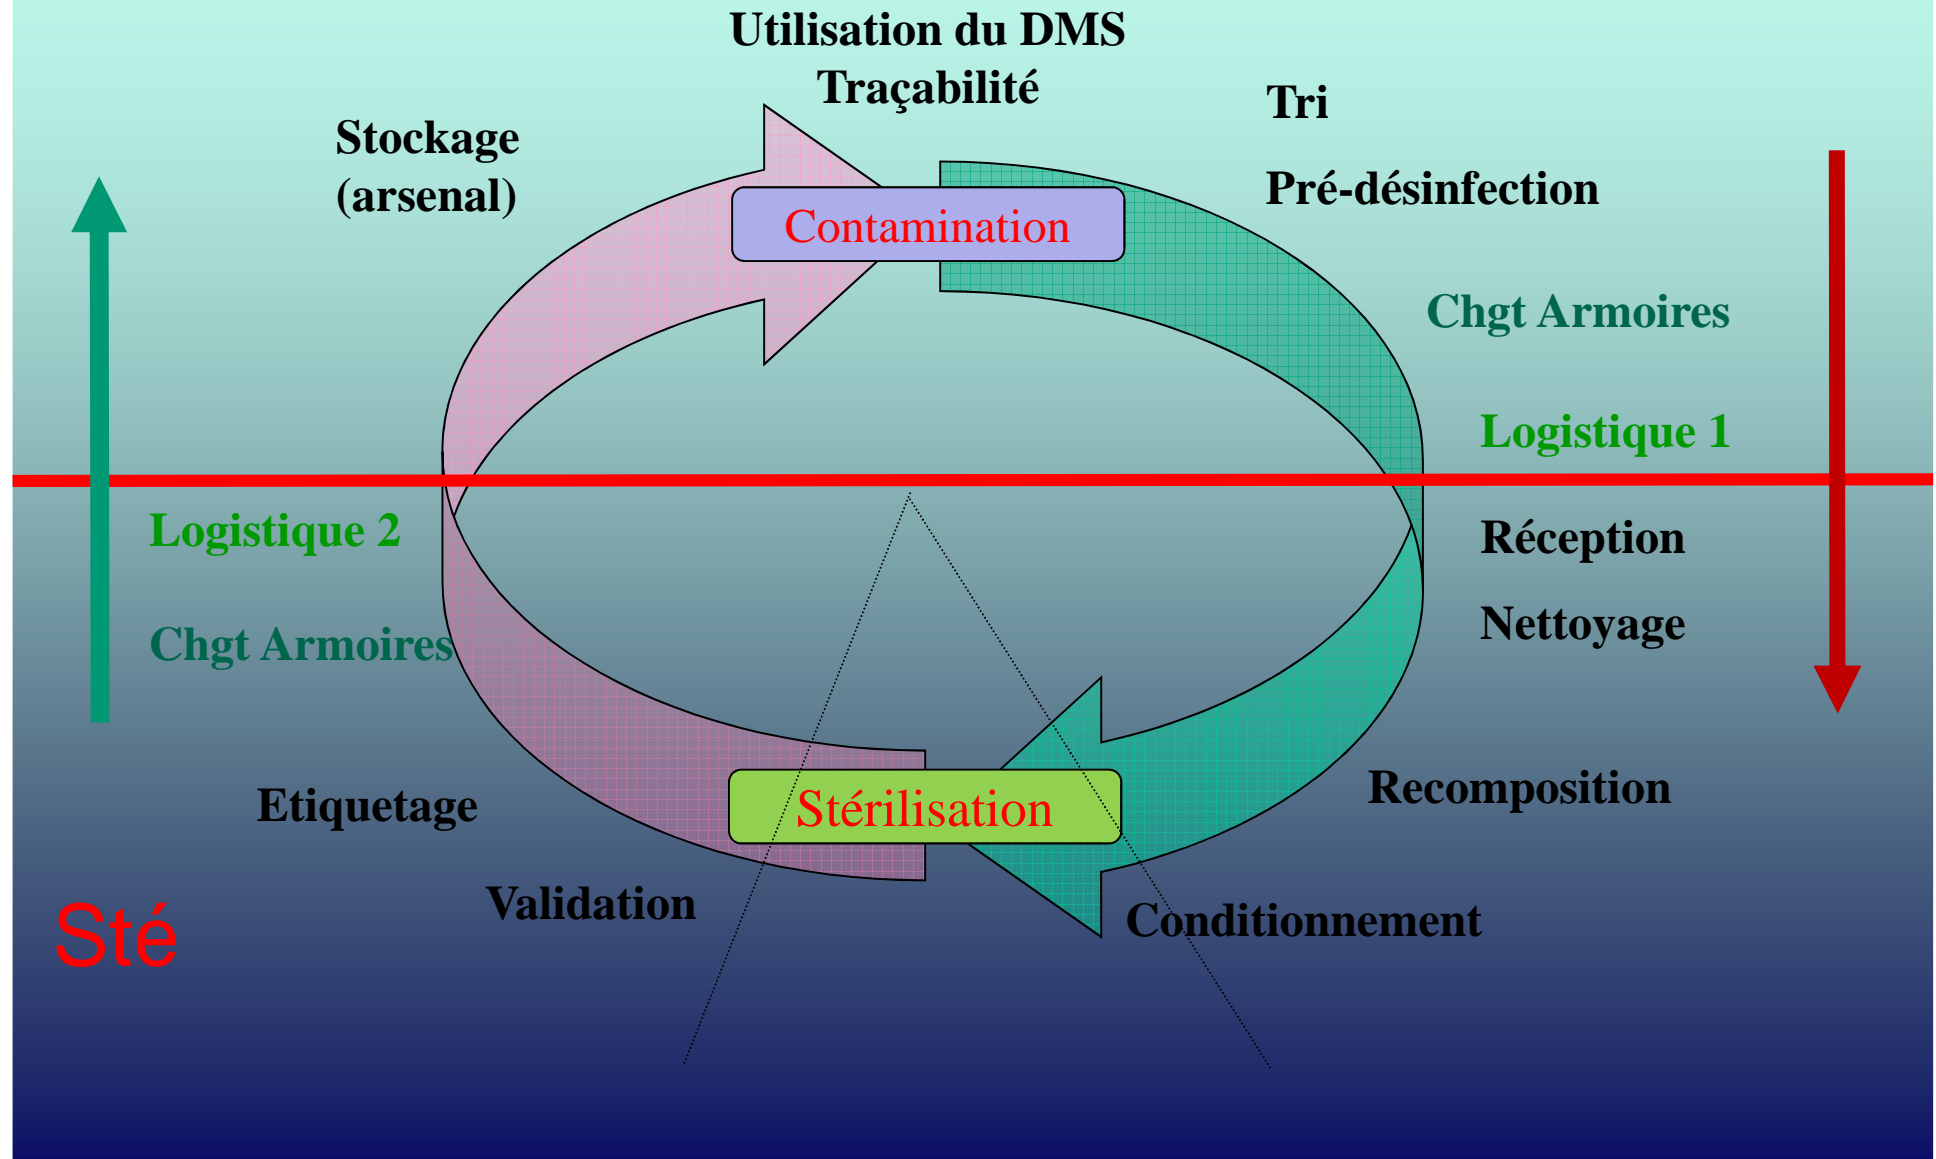 Utilisation du DMS
Traçabilité
Tri
Stockage
(arsenal)
Pré-désinfection
Contamination
Chgt Armoires
Logistique 1
Logistique 2
Réception
Nettoyage
Chgt Armoires
Recomposition
Etiquetage
Stérilisation
Validation
Conditionnement
Sté